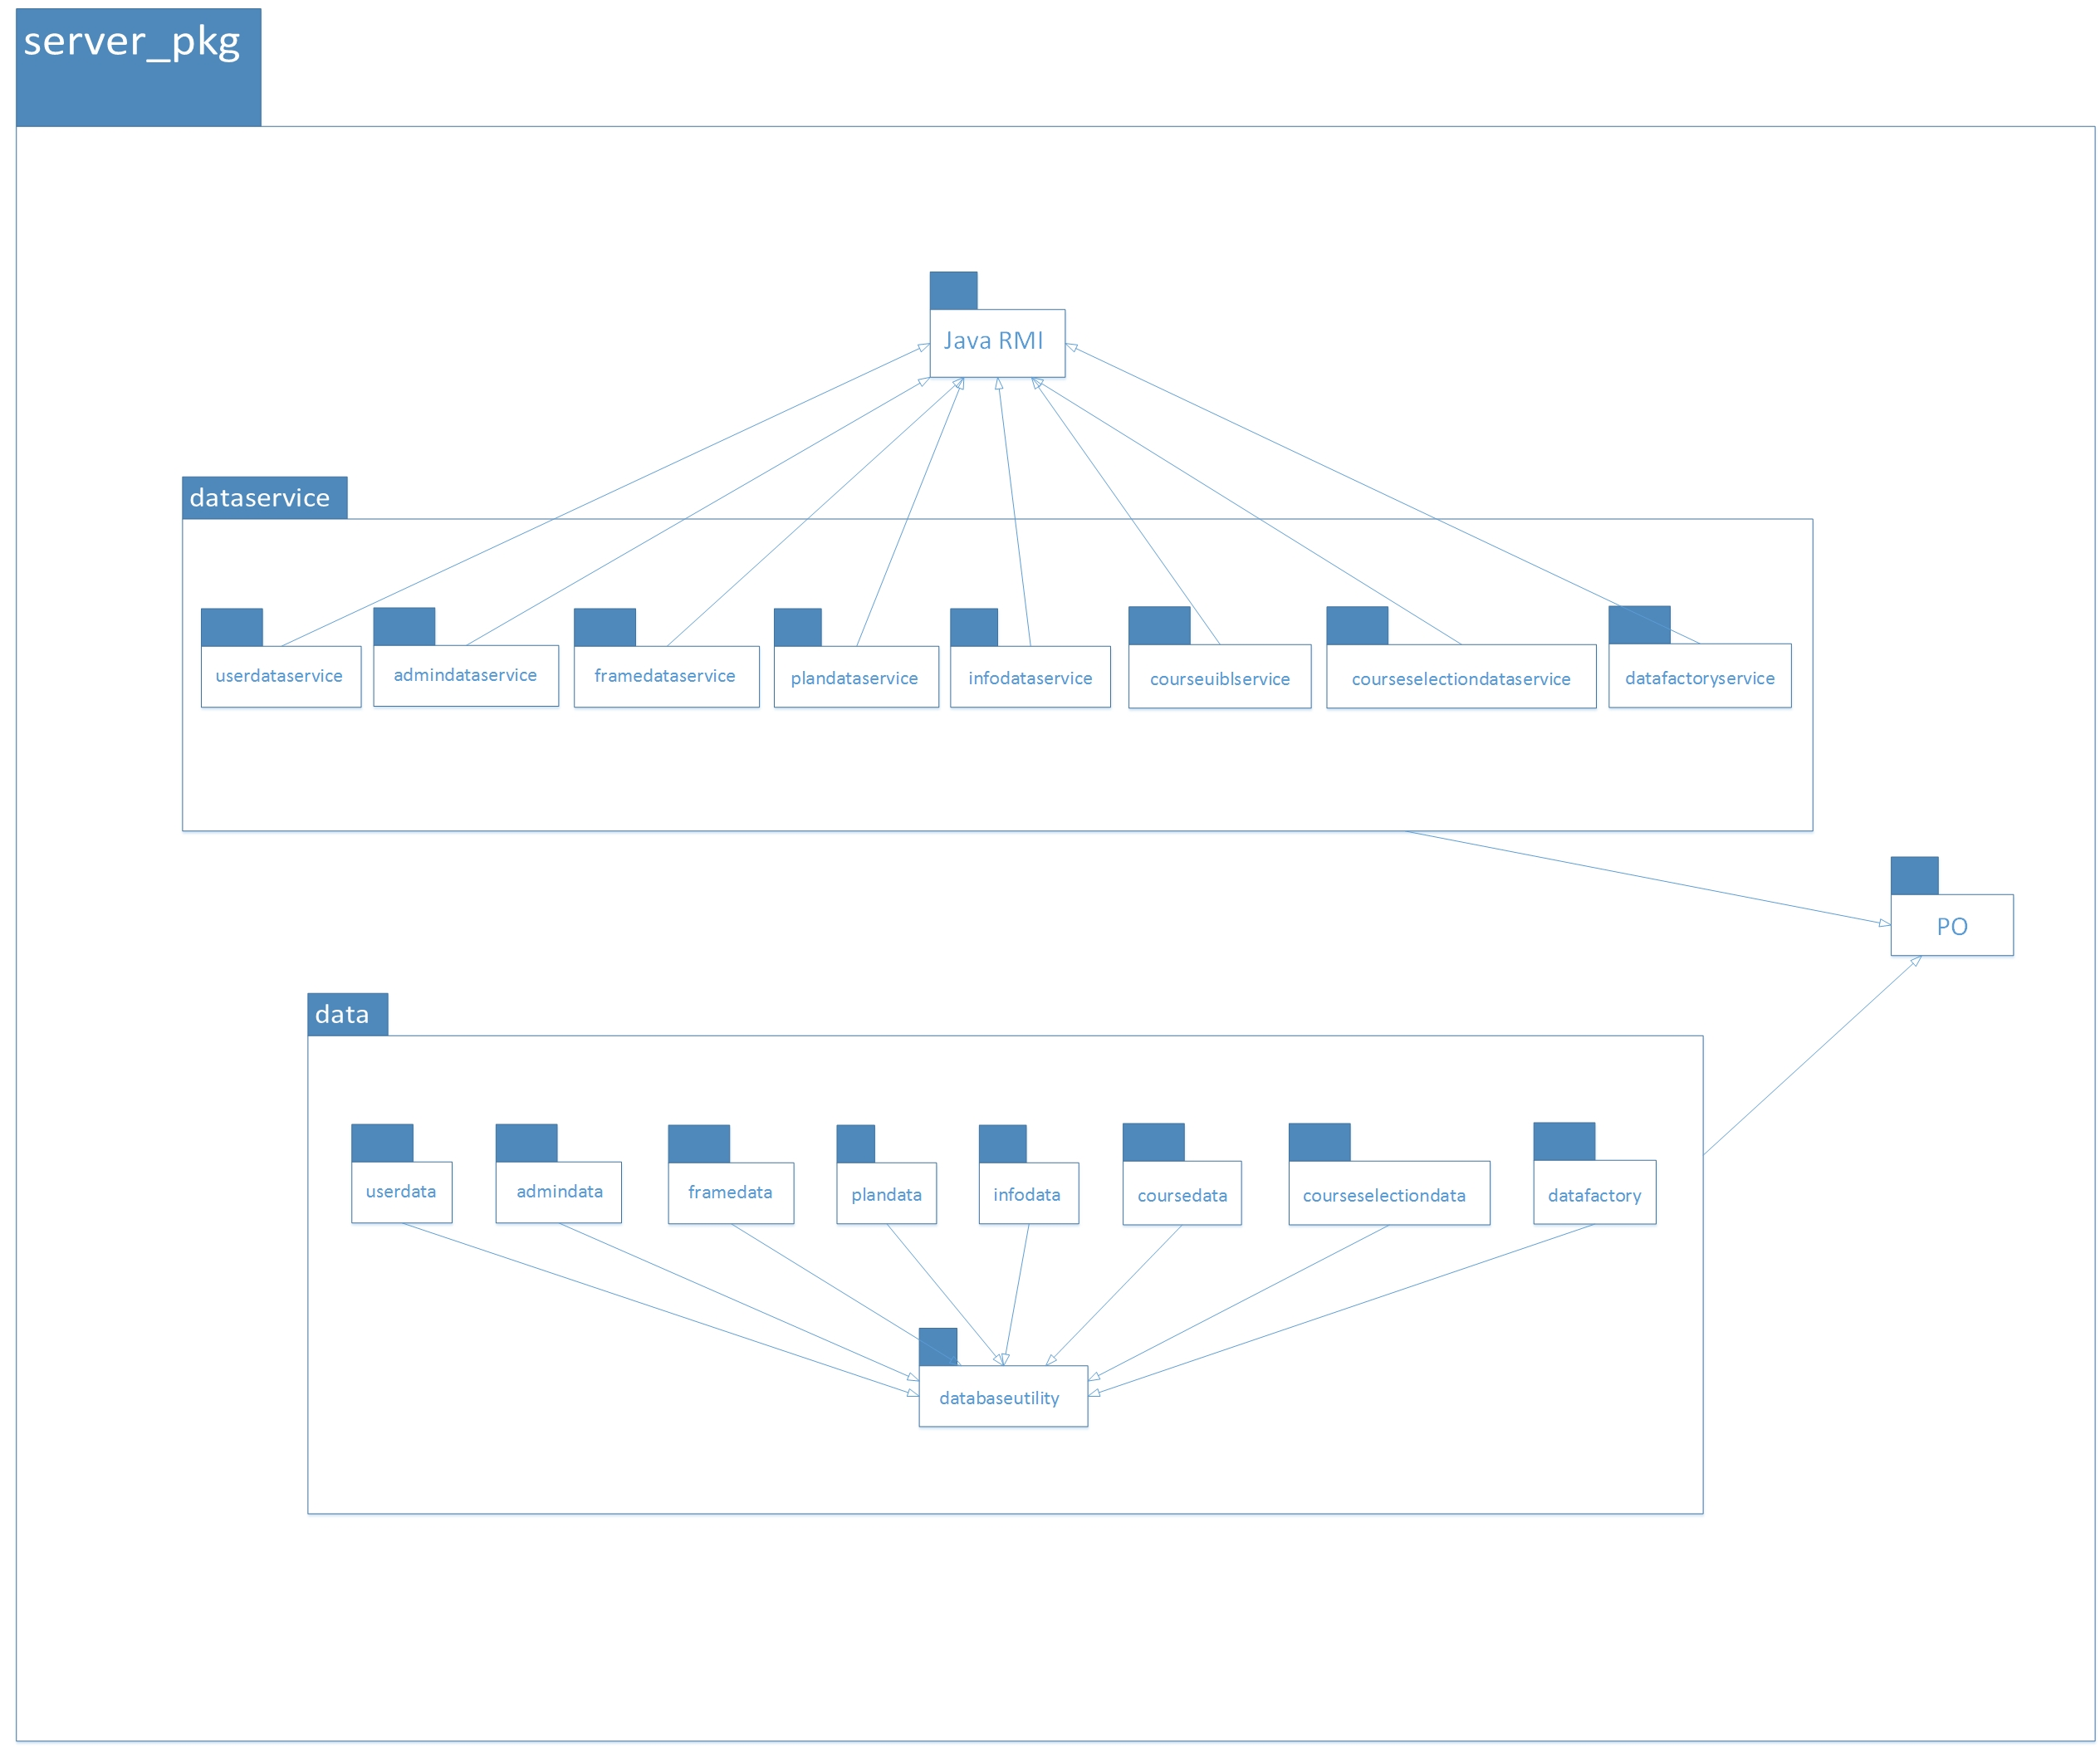 server_pkg
Java RMI
dataservice
userdataservice
admindataservice
framedataservice
plandataservice
infodataservice
courseuiblservice
courseselectiondataservice
datafactoryservice
PO
data
userdata
admindata
framedata
plandata
infodata
coursedata
courseselectiondata
datafactory
databaseutility